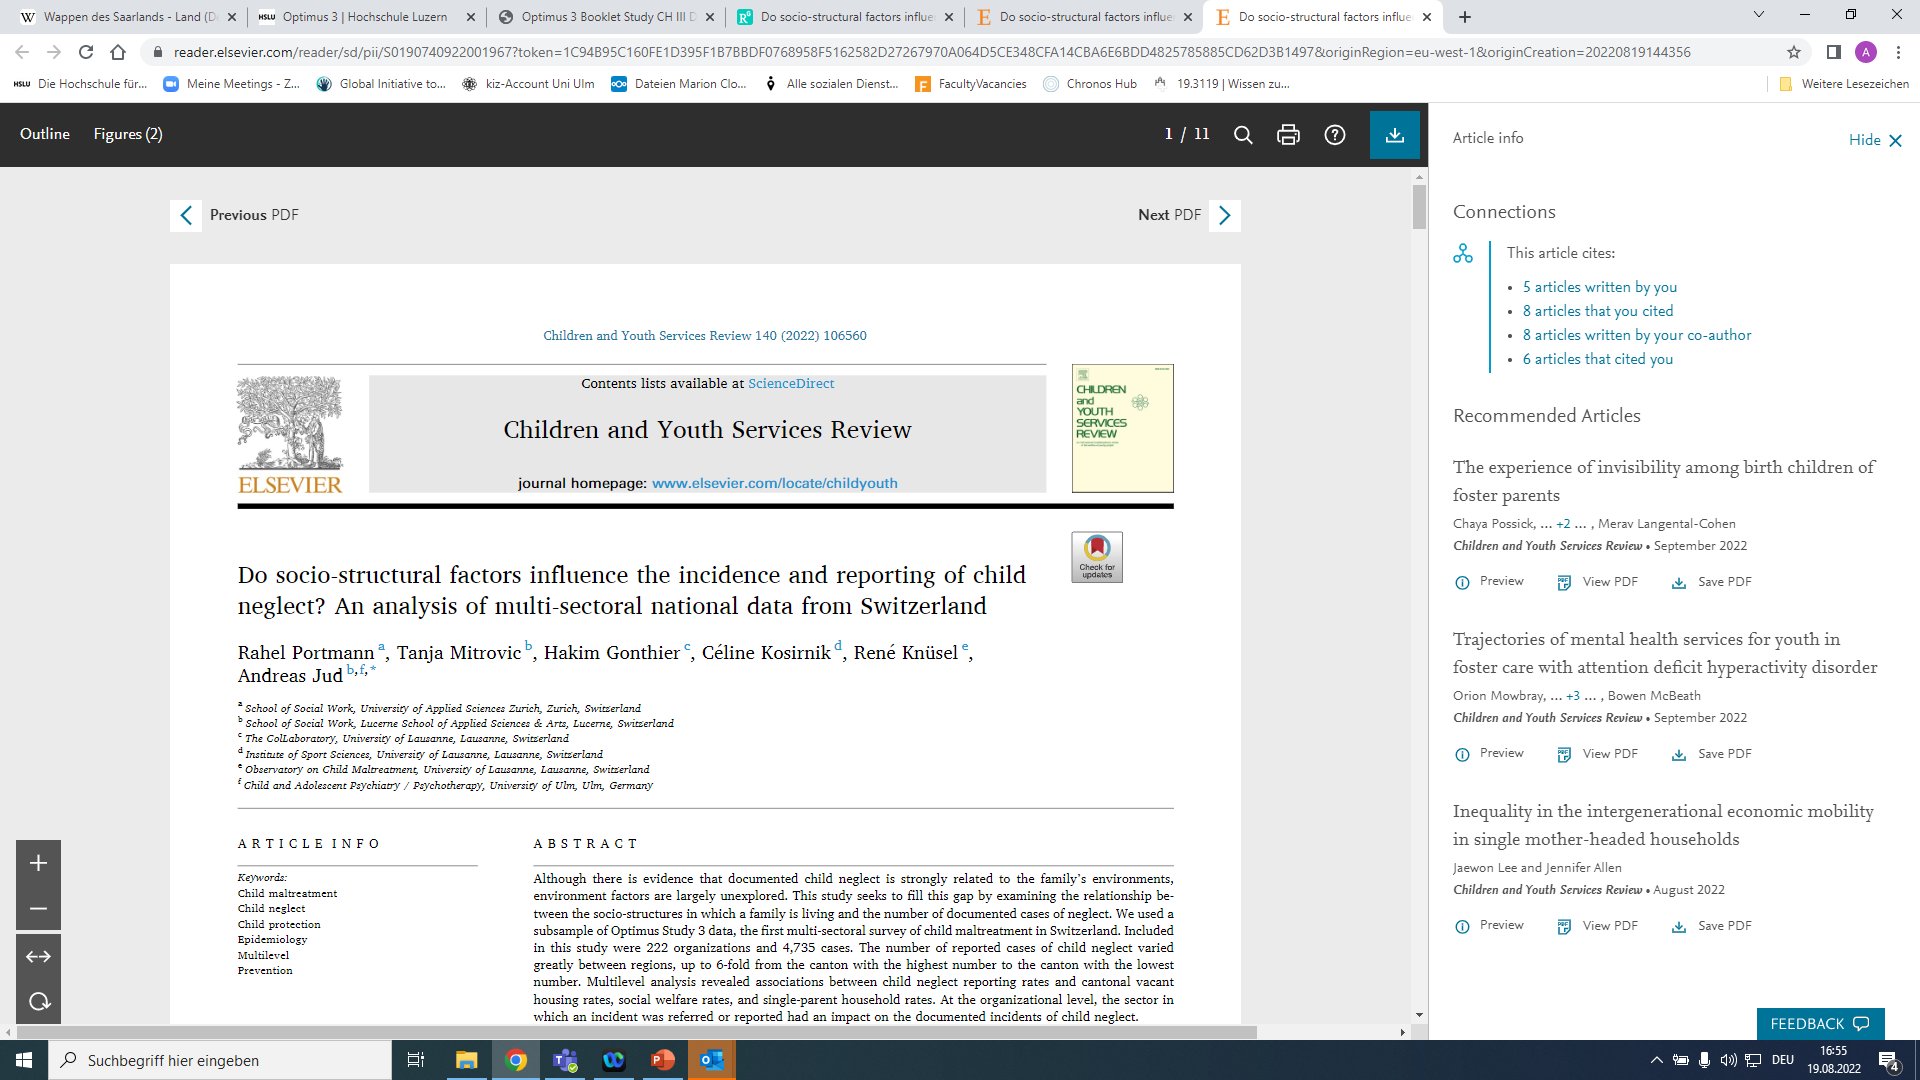 Wappen des Saarlands - Land (D
Optimus 3 | Hochschule Luzern
Optimus 3 Booklet Study CH III D
Do socio-structural factors influe
Do socio-structural factors influe
Do socio-structural factors influe
reader.elsevier.com/reader/sd/pii/S0190740922001967?token=1C94B95C160FE1D395F1B7BBDF0768958F5162582D27267970A064D5CE348CFA14CBA6E6BDD4825785885CD62D3B1497&originRegion=eu-west-1&originCreation=20220819144356
A
HSLU Die Hochschule für...
Meine Meetings - Z...
Global Initiative to...
kiz-Account Uni Ulm
Dateien Marion Clo...
Alle sozialen Dienst...
FacultyVacancies
Chronos Hub
19.3119 | Wissen zu...
Weitere Lesezeichen
Outline
Figures (2)
1 / 11
Previous PDF
Next PDF
Children and Youth Services Review 140 (2022) 106560
Contents lists available at ScienceDirect
Children and Youth Services Review
journal homepage: www.elsevier.com/locate/childyouth
ELSEVIER
CHILDREN
and
YOUTH
SERVICES
REVIEW
Check for
updates
Do socio-structural factors influence the incidence and reporting of child
neglect? An analysis of multi-sectoral national data from Switzerland
Rahel Portmann a, Tanja Mitrovic b, Hakim Gonthier c, Céline Kosirnik d, René Knüsel e,
Andreas Jud b,f,*
a School of Social Work, University of Applied Sciences Zurich, Zurich, Switzerland
b School of Social Work, Lucerne School of Applied Sciences & Arts, Lucerne, Switzerland
c The ColLaboratory, University of Lausanne, Lausanne, Switzerland
d Institute of Sport Sciences, University of Lausanne, Lausanne, Switzerland
e Observatory on Child Maltreatment, University of Lausanne, Lausanne, Switzerland
f Child and Adolescent Psychiatry / Psychotherapy, University of Ulm, Ulm, Germany
ARTICLE INFO
Keywords:
Child maltreatment
Child neglect
Child protection
Epidemiology
Multilevel
Prevention
ABSTRACT
Although there is evidence that documented child neglect is strongly related to the family's environments,
environment factors are largely unexplored. This study seeks to fill this gap by examining the relationship be-
tween the socio-structures in which a family is living and the number of documented cases of neglect. We used a
subsample of Optimus Study 3 data, the first multi-sectoral survey of child maltreatment in Switzerland. Included
in this study were 222 organizations and 4,735 cases. The number of reported cases of child neglect varied
greatly between regions, up to 6-fold from the canton with the highest number to the canton with the lowest
number. Multilevel analysis revealed associations between child neglect reporting rates and cantonal vacant
housing rates, social welfare rates, and single-parent household rates. At the organizational level, the sector in
which an incident was referred or reported had an impact on the documented incidents of child neglect.
Article info
Hide
Connections
This article cites:
• 5 articles written by you
• 8 articles that you cited
• 8 articles written by your co-author
• 6 articles that cited you
Recommended Articles
The experience of invisibility among birth children of
foster parents
Chaya Possick, ... +2 ... , Merav Langental-Cohen
Children and Youth Services Review • September 2022
Preview View PDF Save PDF
Trajectories of mental health services for youth in
foster care with attention deficit hyperactivity disorder
Orion Mowbray, ... +3 ... , Bowen McBeath
Children and Youth Services Review • September 2022
Preview View PDF Save PDF
Inequality in the intergenerational economic mobility
in single mother-headed households
Jaewon Lee and Jennifer Allen
Children and Youth Services Review • August 2022
Preview View PDF Save PDF
FEEDBACK
Suchbegriff hier eingeben
DEU
16:55
19.08.2022
4